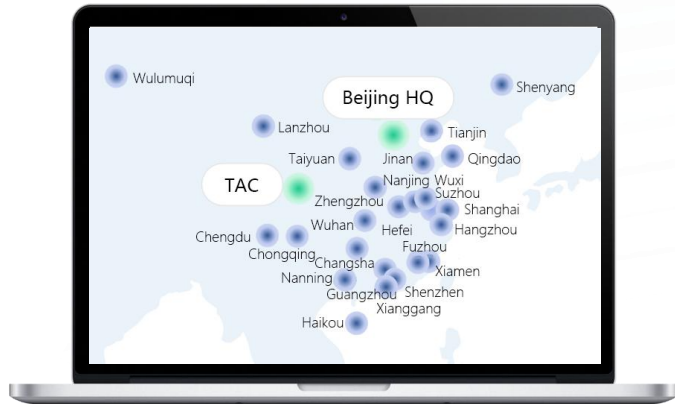 Wulumuqi
Shenyang
Beijing HQ
Lanzhou
Tianjin
Taiyuan
Jinan
Qingdao
TAC
Nanjing Wuxi
Zhengzhou
Suzhou
Shanghai
Wuhan
Hefei
Hangzhou
Chengdu
Chongqing
Fuzhou
Changsha
Xiamen
Nanning
Guangzhou
Shenzhen
Xianggang
Haikou